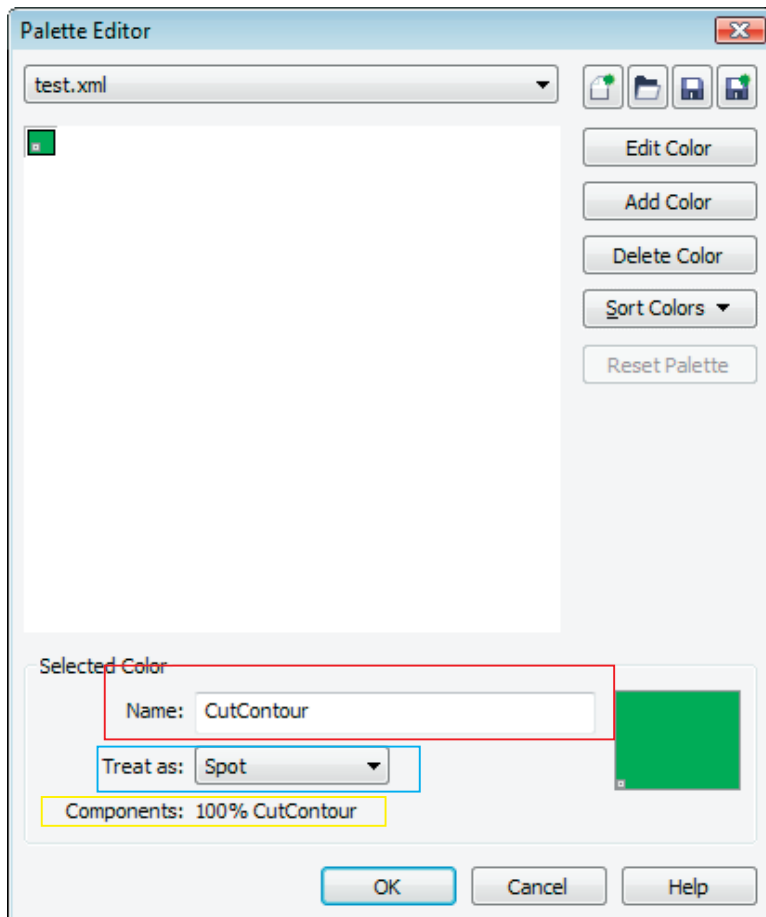 Palette Editor
test.xml
Edit Color
Add Color
Delete Color
Sort Colors
Reset Palette
Selected Color
Name: CutContour
Treat as: Spot
Components: 100% CutContour
OK Cancel Help